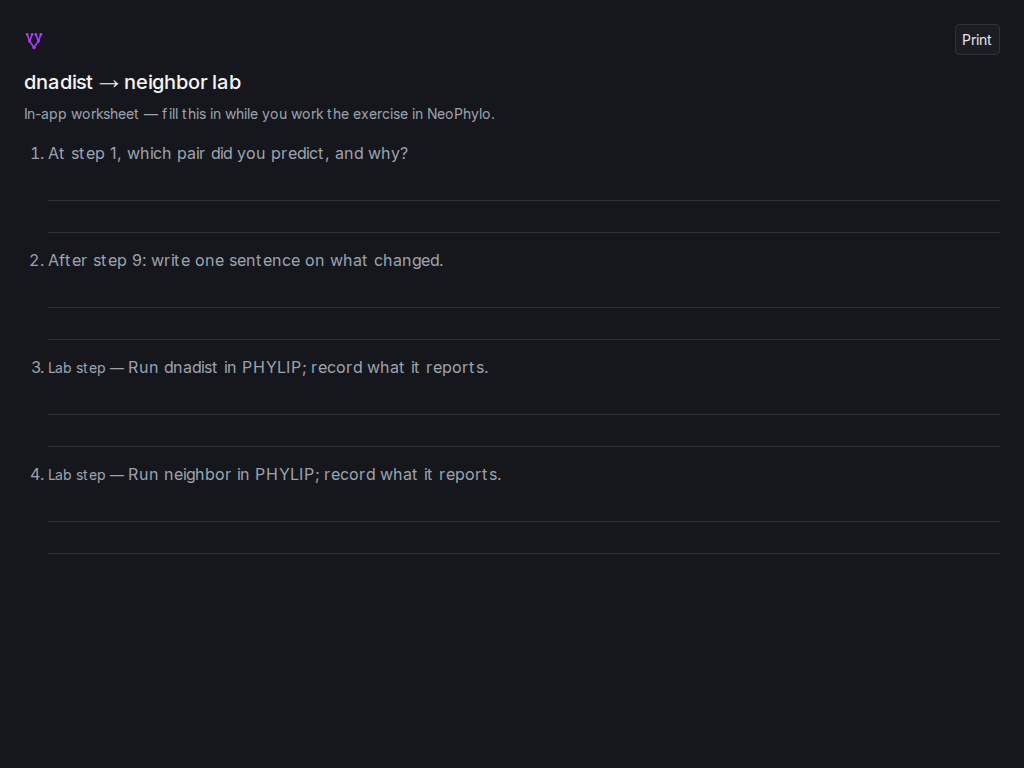 Print
dnadist → neighbor lab
In-app worksheet — fill this in while you work the exercise in NeoPhylo.
1. At step 1, which pair did you predict, and why?
2. After step 9: write one sentence on what changed.
3. Lab step — Run dnadist in PHYLIP; record what it reports.
4. Lab step — Run neighbor in PHYLIP; record what it reports.